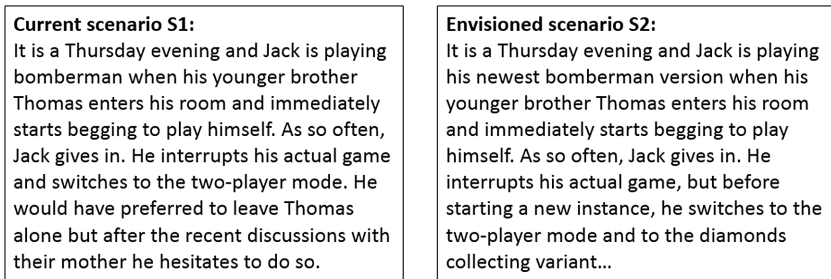 Current scenario S1:
It is a Thursday evening and Jack is playing
bomberman when his younger brother
Thomas enters his room and immediately
starts begging to play himself. As so often,
Jack gives in. He interrupts his actual game
and switches to the two-player mode. He
would have preferred to leave Thomas
alone but after the recent discussions with
their mother he hesitates to do so.
Envisioned scenario S2:
It is a Thursday evening and Jack is playing
his newest bomberman version when his
younger brother Thomas enters his room
and immediately starts begging to play
himself. As so often, Jack gives in. He
interrupts his actual game, but before
starting a new instance, he switches to the
two-player mode and to the diamonds
collecting variant...